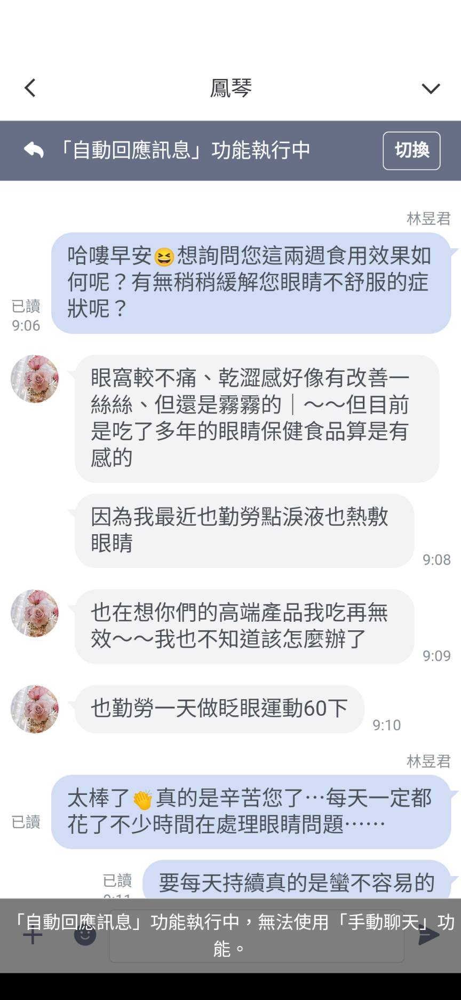 鳳琴
「自動回應訊息」功能執行中
切換
林昱君
哈嘍早安😆想詢問您這兩週食用效果如
何呢？有無稍稍緩解您眼睛不舒服的症
狀呢？
已讀
9:06
眼窩較不痛、乾澀感好像有改善一
絲絲、但還是霧霧的｜～～但目前
是吃了多年的眼睛保健食品算是有
感的
因為我最近也勤勞點淚液也熱敷
眼睛
9:08
也在想你們的高端產品我吃再無
效～～我也不知道該怎麼辦了
9:09
也勤勞一天做眨眼運動60下
9:10
林昱君
太棒了👏真的是辛苦您了⋯每天一定都
花了不少時間在處理眼睛問題⋯⋯
已讀
要每天持續真的是蠻不容易的
已讀
9:11
「自動回應訊息」功能執行中，無法使用「手動聊天」功
能。